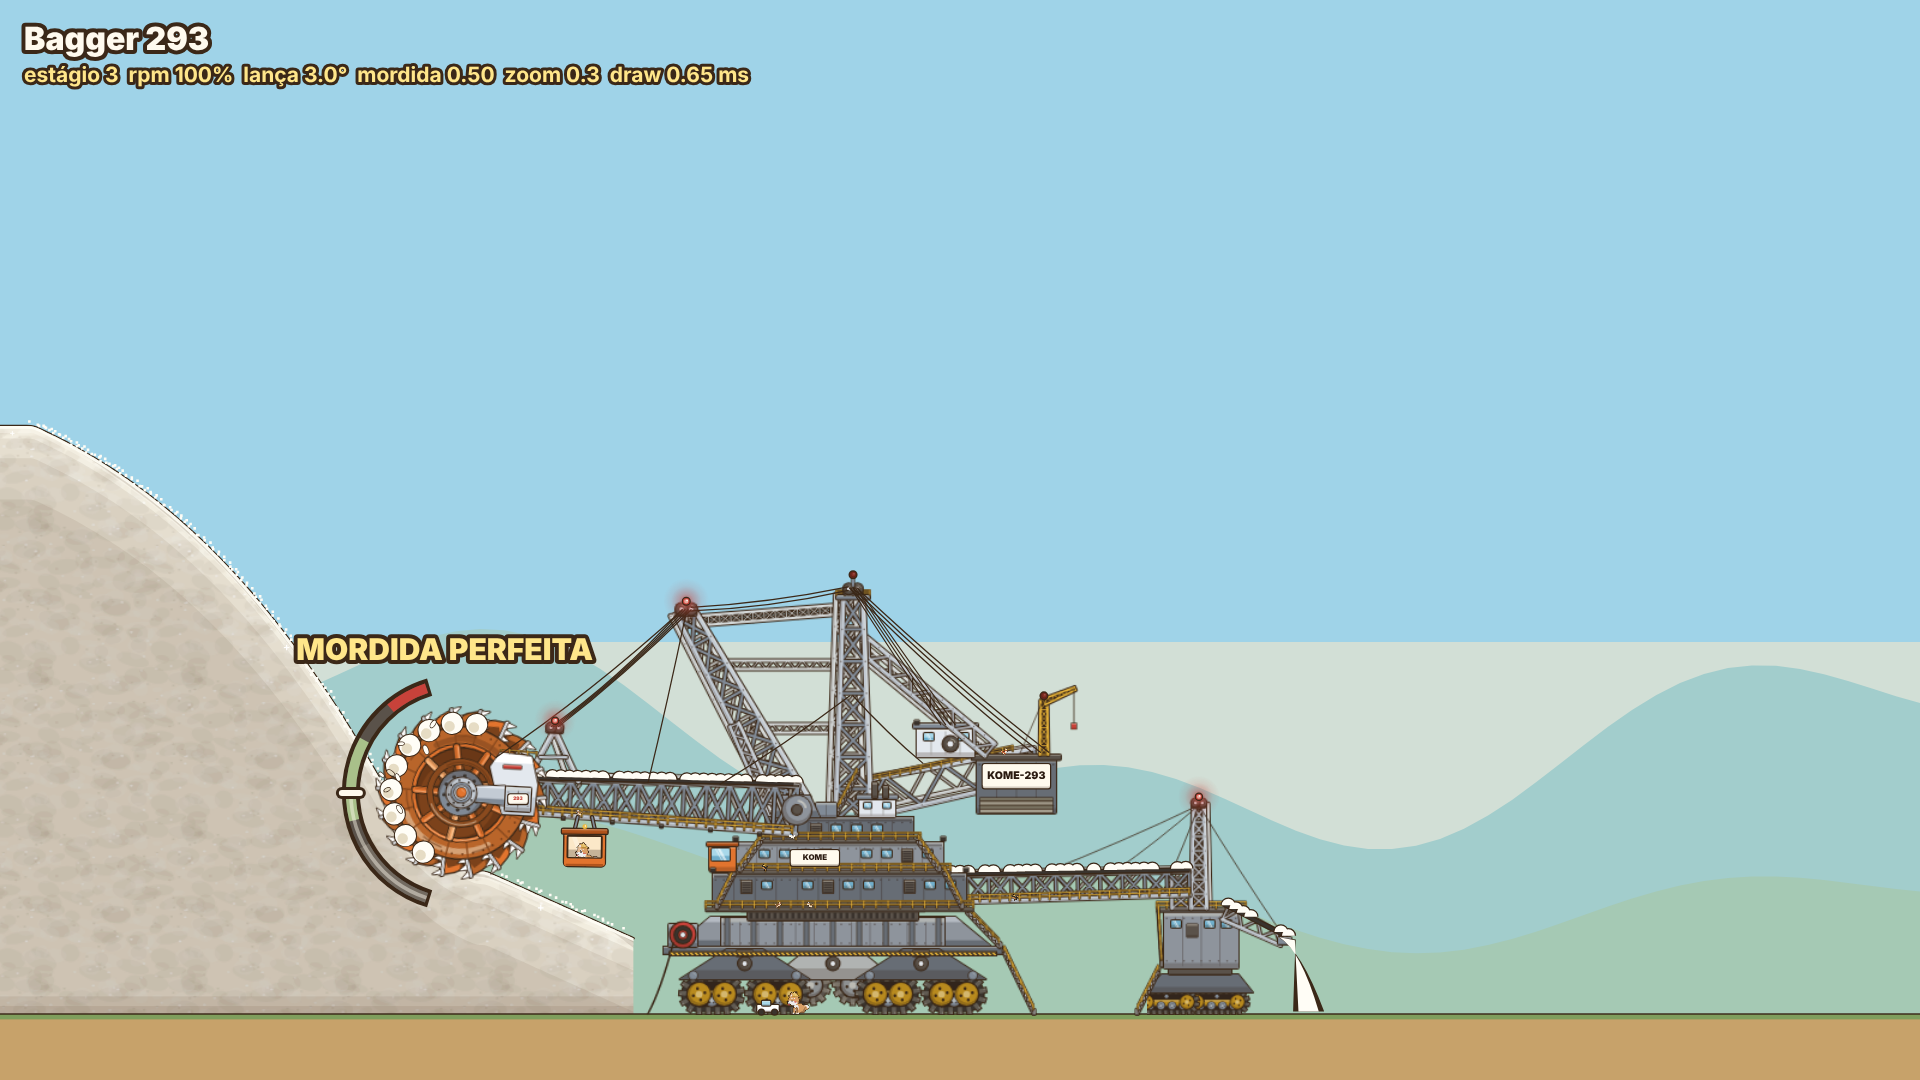 Bagger 293
estágio 3 rpm 100% lança 3.0° mordida 0.50 zoom 0.3 draw 0.65 ms
MORDIDA PERFEITA
KOME-293
293
KOME